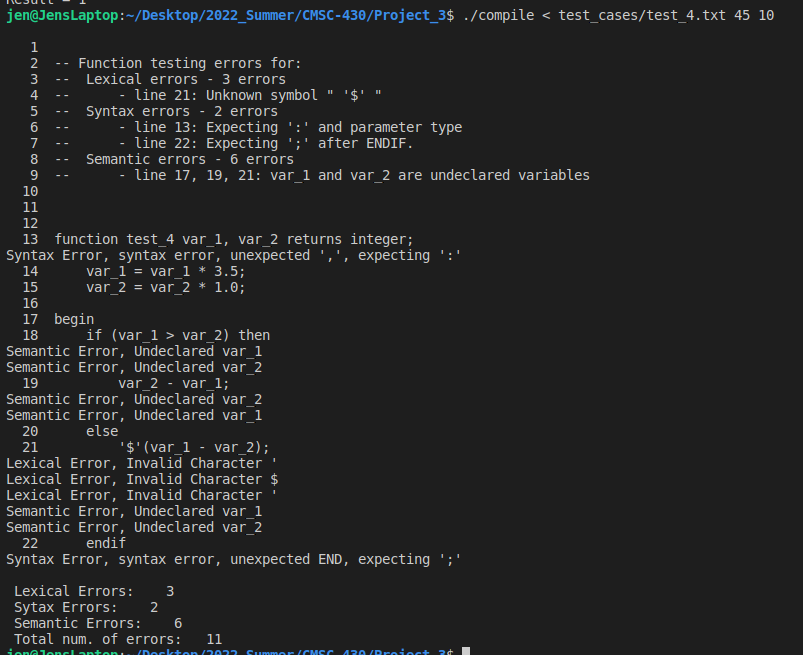 Result = 1
jen@JensLaptop:~/Desktop/2022_Summer/CMSC-430/Project_3$ ./compile < test_cases/test_4.txt 45 10
1
2 -- Function testing errors for:
3 -- Lexical errors - 3 errors
4 -- - line 21: Unknown symbol " '$' "
5 -- Syntax errors - 2 errors
6 -- - line 13: Expecting ':' and parameter type
7 -- - line 22: Expecting ';' after ENDIF.
8 -- Semantic errors - 6 errors
9 -- - line 17, 19, 21: var_1 and var_2 are undeclared variables
10
11
12
13 function test_4 var_1, var_2 returns integer;
Syntax Error, syntax error, unexpected ',', expecting ':'
14 var_1 = var_1 * 3.5;
15 var_2 = var_2 * 1.0;
16
17 begin
18 if (var_1 > var_2) then
Semantic Error, Undeclared var_1
Semantic Error, Undeclared var_2
19 var_2 - var_1;
Semantic Error, Undeclared var_2
Semantic Error, Undeclared var_1
20 else
21 '$'(var_1 - var_2);
Lexical Error, Invalid Character '
Lexical Error, Invalid Character $
Lexical Error, Invalid Character '
Semantic Error, Undeclared var_1
Semantic Error, Undeclared var_2
22 endif
Syntax Error, syntax error, unexpected END, expecting ';'
Lexical Errors: 3
Sytax Errors: 2
Semantic Errors: 6
Total num. of errors: 11
jen@JensLaptop:~/Desktop/2022_Summer/CMSC-430/Project_3$